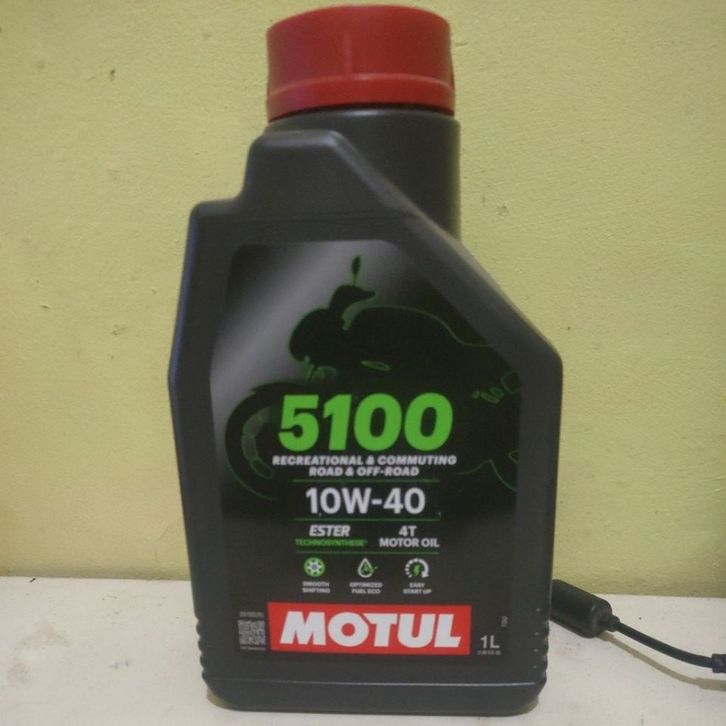 5100
RECREATIONAL & COMMUTING
ROAD & OFF-ROAD
10W-40
ESTER
TECHNOSYNTHESE®
4T
MOTOR OIL
SMOOTH
SHIFTING
OPTIMIZED
FUEL ECO
EASY
START UP
MOTUL
1L